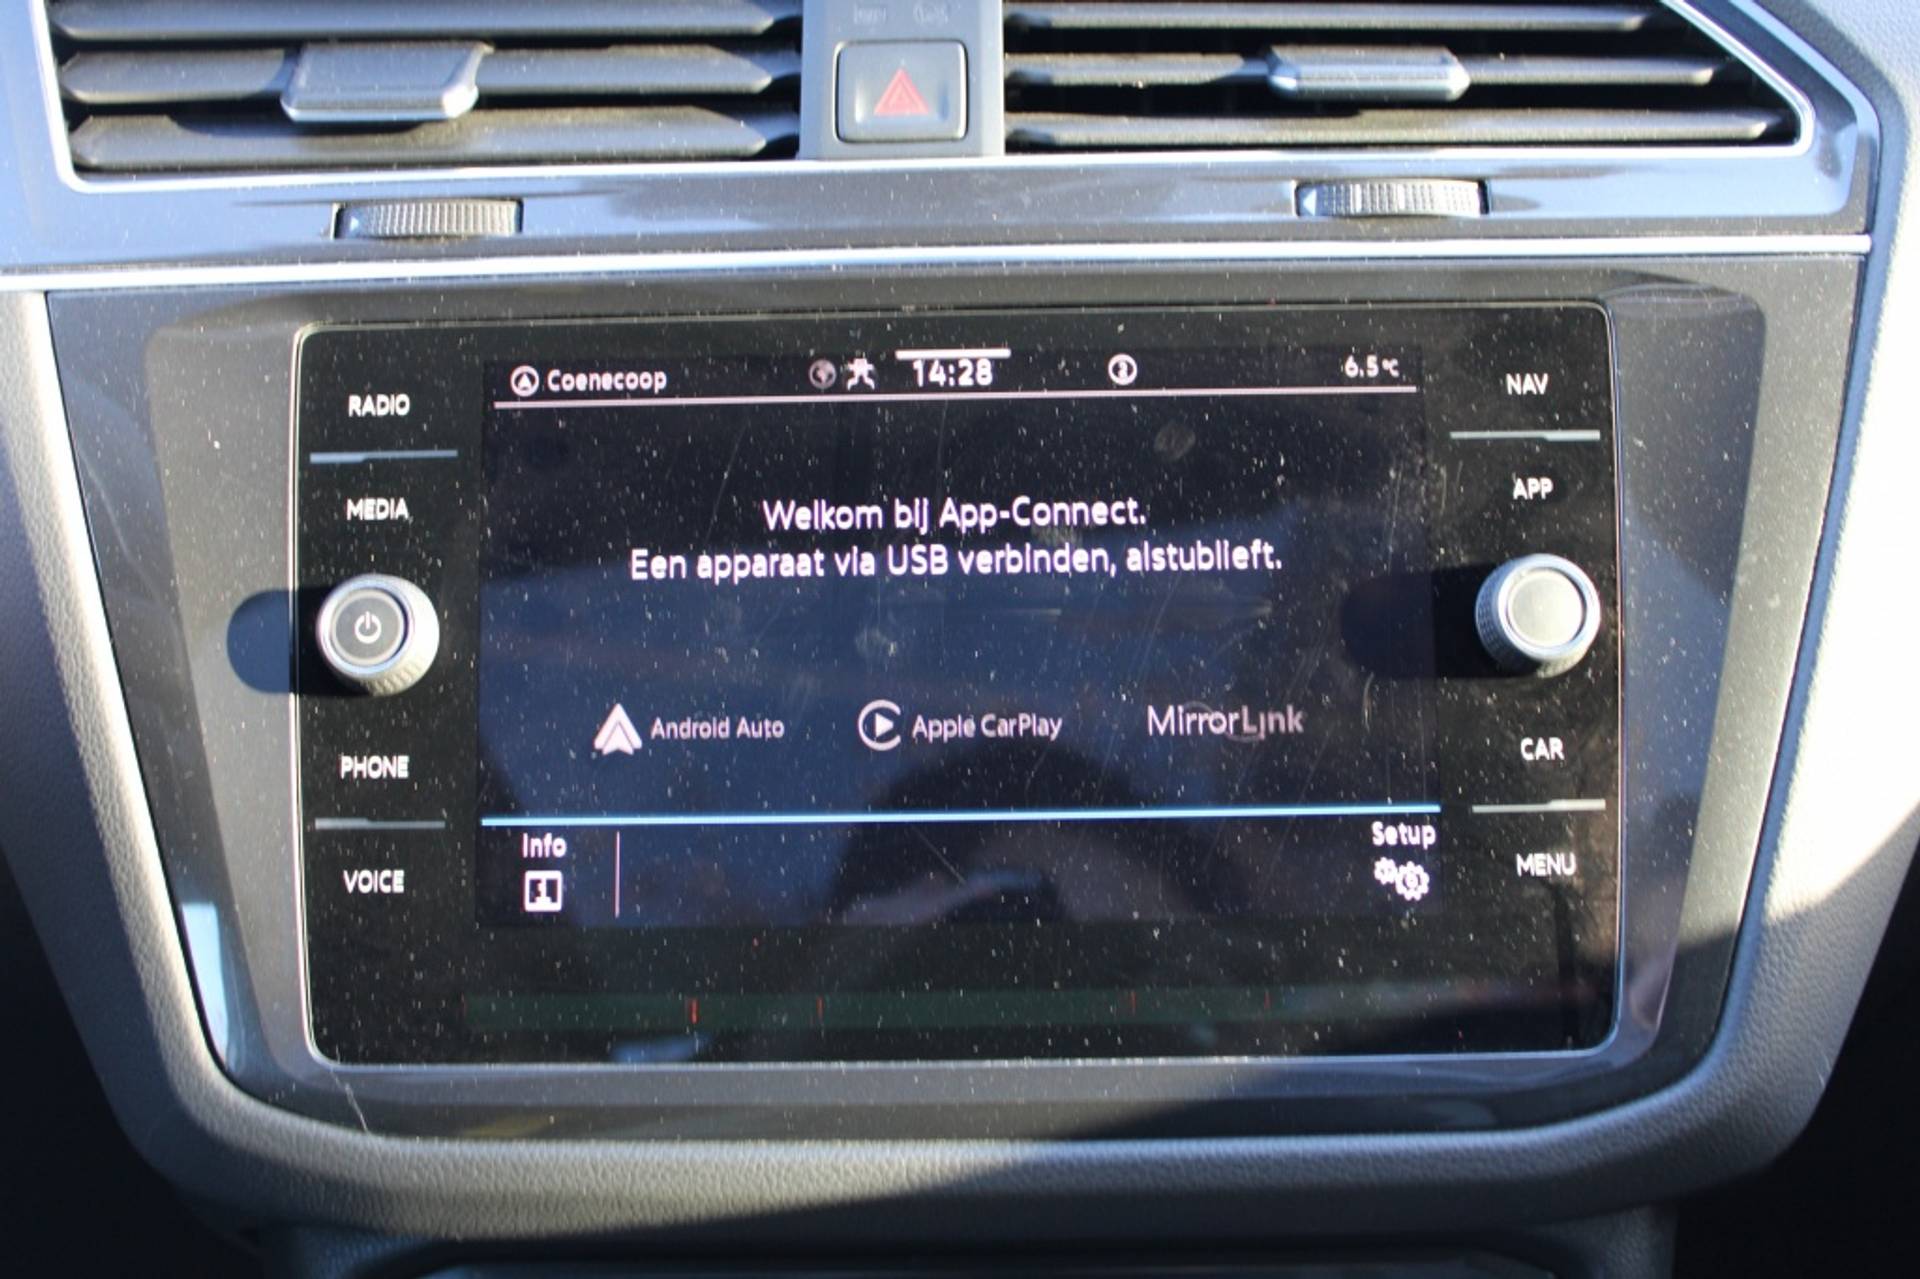 Coenecoop 14:28 2 6.5°C
RADIO
MEDIA
PHONE
VOICE
Welkom bij App-Connect.
Een apparaat via USB verbinden, alstublieft.
Android Auto
Apple CarPlay
MirrorLink
Info
Setup
NAV
APP
CAR
MENU